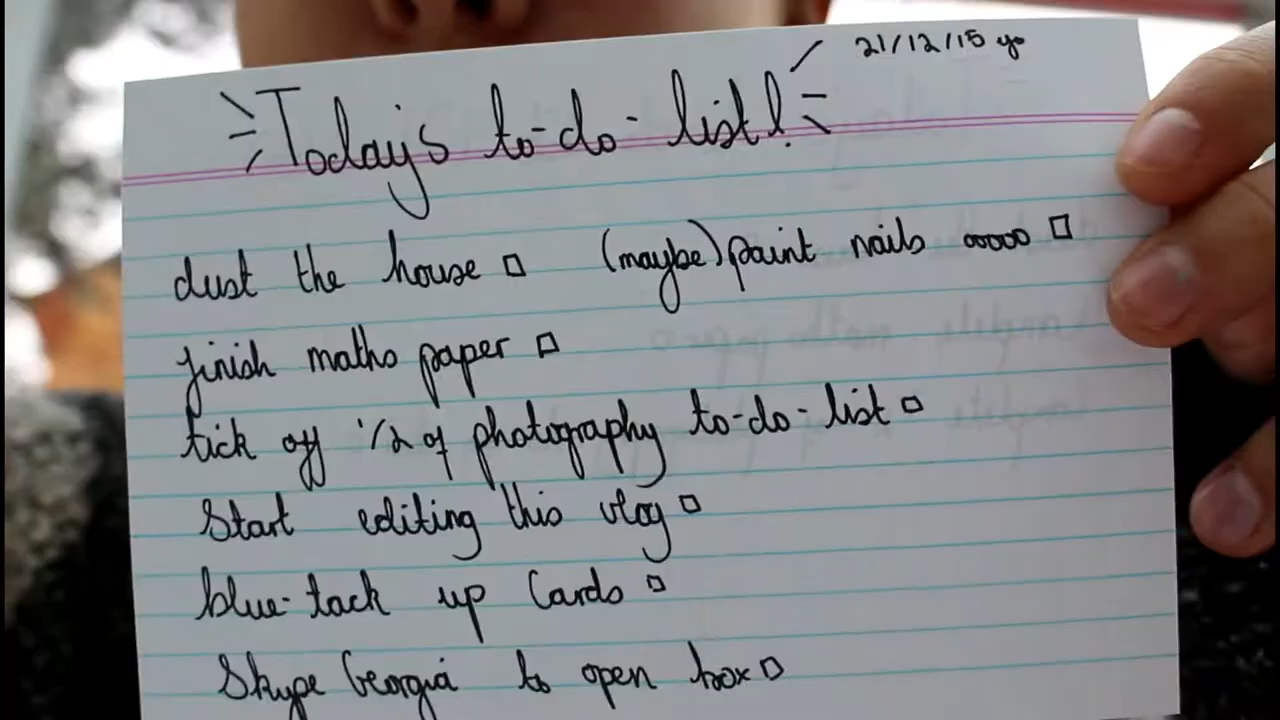 21/12/15 yo
Today's to-do-list!
dust the house □ (maybe) paint nails ooooo □
finish maths paper □
tick off 1/2 of photography to-do-list □
Start editing this vlog □
blue-tack up Cards □
Skype Georgia to open box □